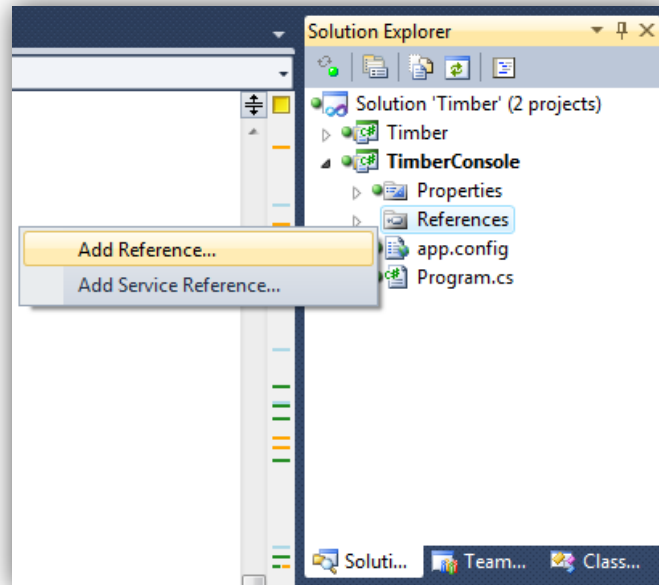 Solution Explorer
Solution 'Timber' (2 projects)
Timber
TimberConsole
Properties
References
Add Reference...
app.config
Add Service Reference...
Program.cs
Soluti...
Team...
Class...